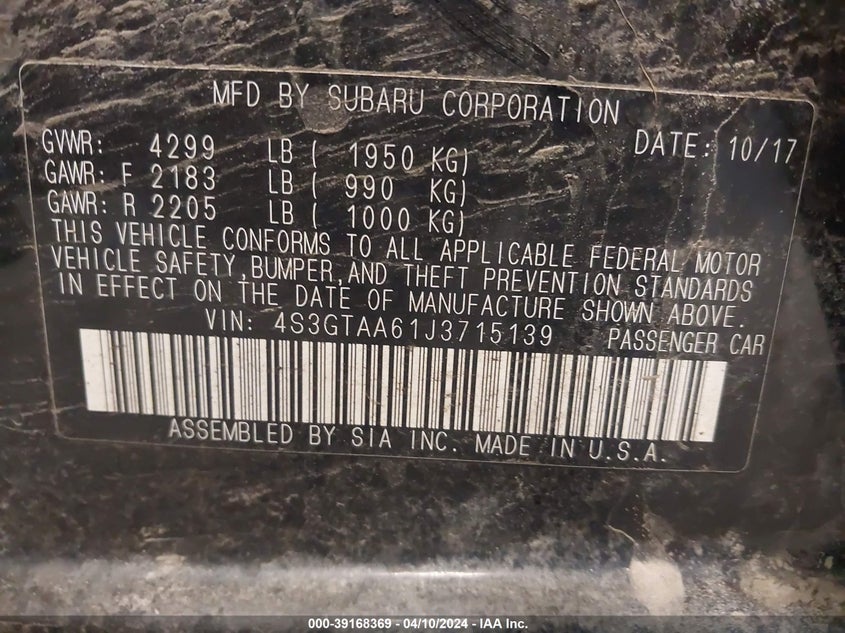 MFD BY SUBARU CORPORATION
GVWR: 4299 LB ( 1950 KG) DATE: 10/17
GAWR: F 2183 LB ( 990 KG)
GAWR: R 2205 LB ( 1000 KG)
THIS VEHICLE CONFORMS TO ALL APPLICABLE FEDERAL MOTOR
VEHICLE SAFETY,BUMPER,AND THEFT PREVENTION STANDARDS
IN EFFECT ON THE DATE OF MANUFACTURE SHOWN ABOVE.
VIN: 4S3GTAA61J3715139 PASSENGER CAR
ASSEMBLED BY SIA INC. MADE IN U.S.A.
000-39168369 - 04/10/2024 - IAA Inc.